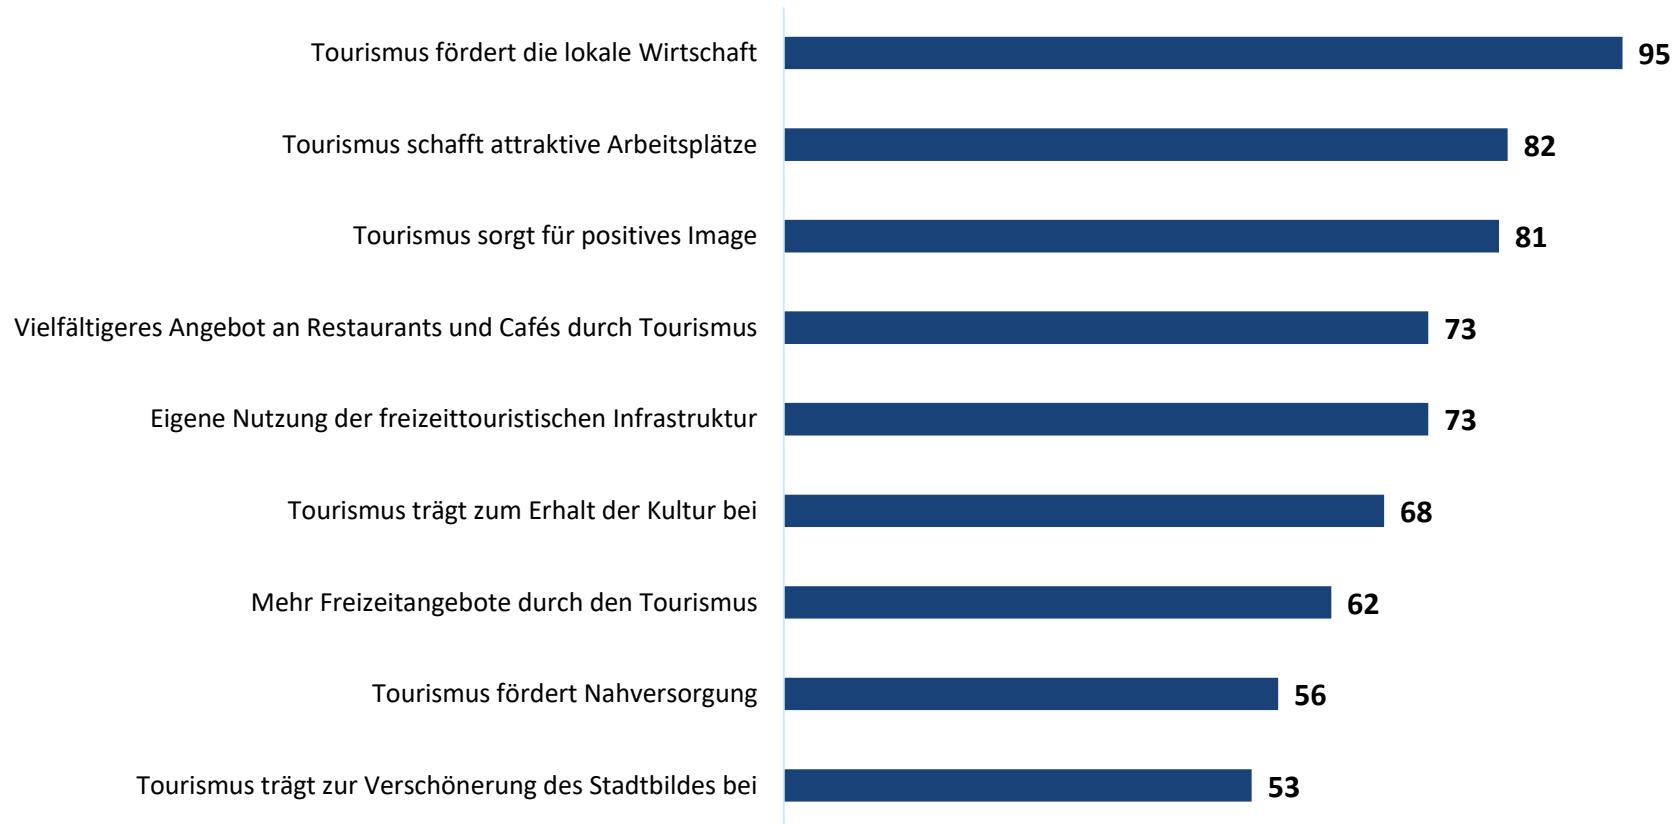 Tourismus fördert die lokale Wirtschaft 95
Tourismus schafft attraktive Arbeitsplätze 82
Tourismus sorgt für positives Image 81
Vielfältigeres Angebot an Restaurants und Cafés durch Tourismus 73
Eigene Nutzung der freizeittouristischen Infrastruktur 73
Tourismus trägt zum Erhalt der Kultur bei 68
Mehr Freizeitangebote durch den Tourismus 62
Tourismus fördert Nahversorgung 56
Tourismus trägt zur Verschönerung des Stadtbildes bei 53